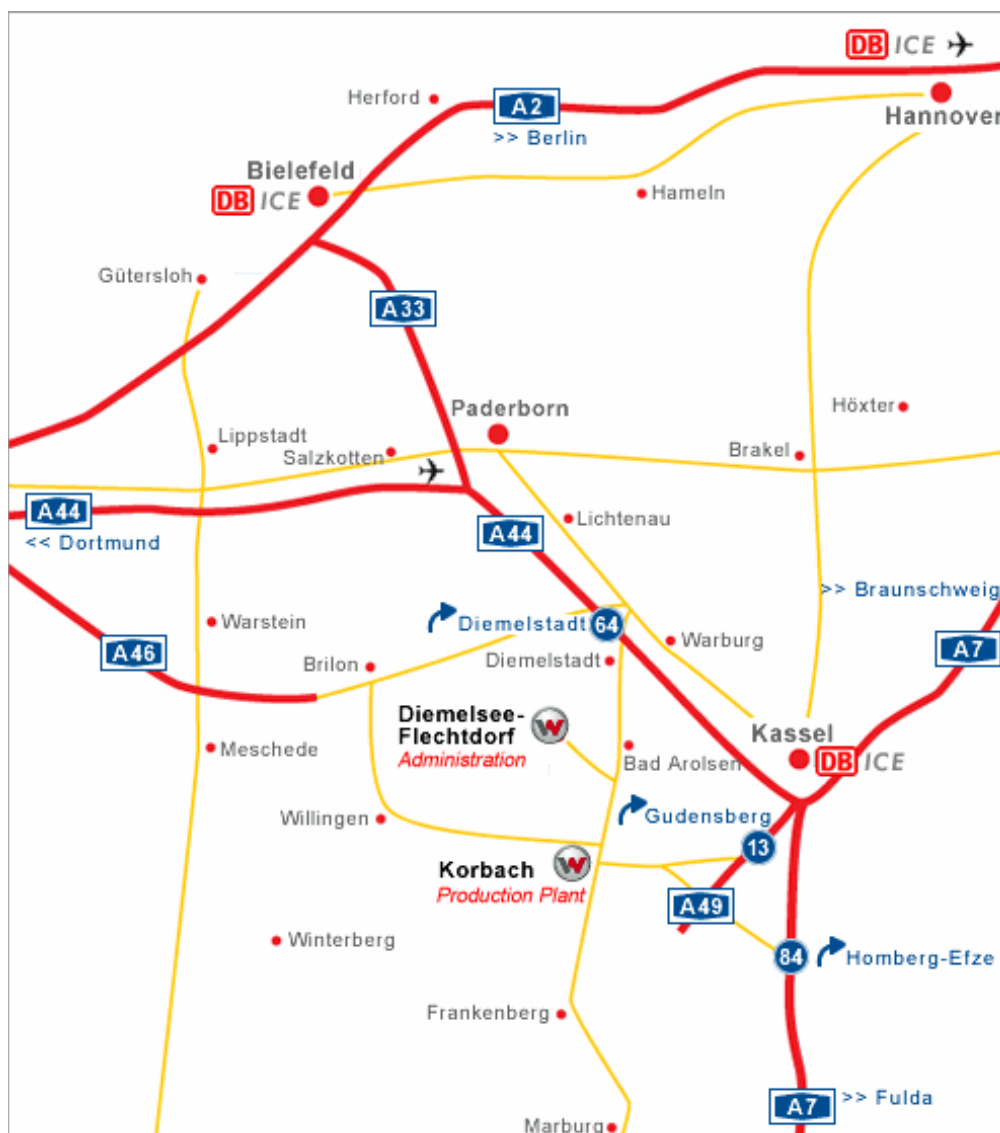 DB ICE
Herford
A2
>> Berlin
Hannover
Bielefeld
DB ICE
Hameln
Gütersloh
A33
Paderborn
Höxter
Lippstadt
Salzkotten
Brakel
A44
<< Dortmund
Lichtenau
A44
>> Braunschweig
Warstein
Diemelstadt
64
Warburg
A46
Brilon
Diemelstadt
A7
Diemelsee-
Flechtdorf
Administration
W
Kassel
DB ICE
Meschede
Bad Arolsen
Willingen
Gudensberg
13
Korbach
Production Plant
W
A49
Winterberg
84
Homberg-Efze
Frankenberg
A7
>> Fulda
Marburg